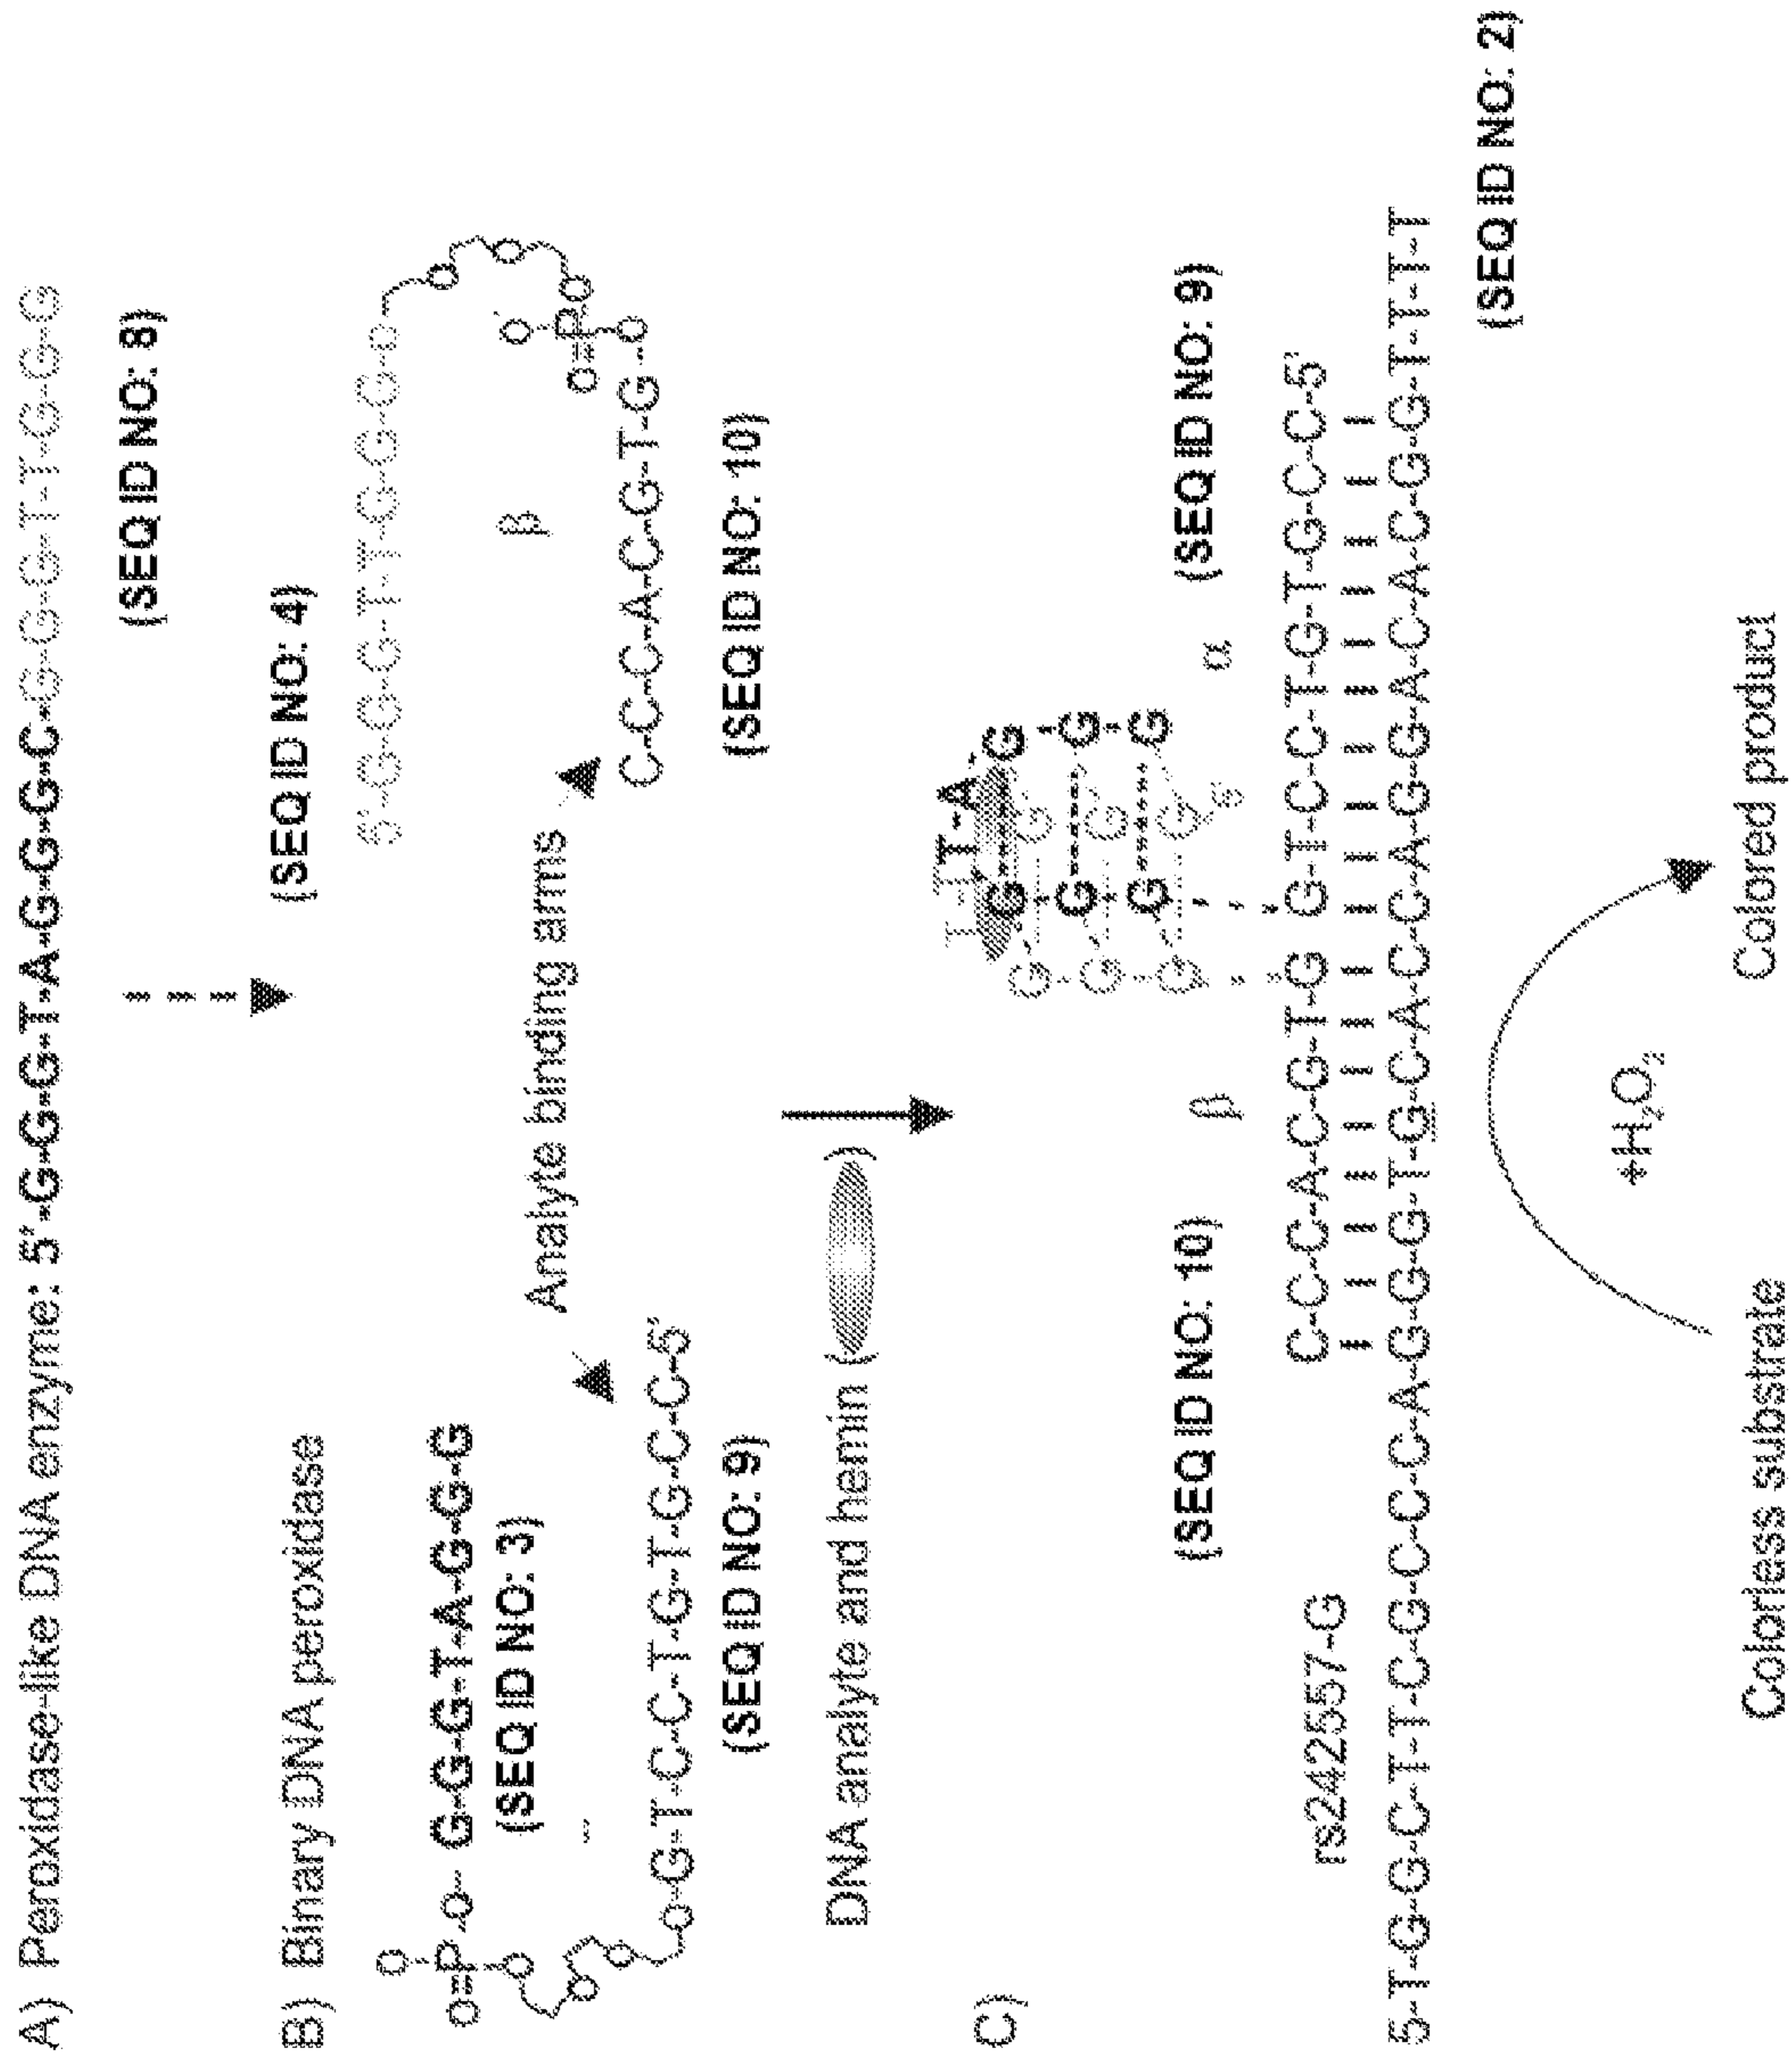 A) Peroxidase-like DNA enzyme: 5'-G-G-G-T-A-G-G-G-C-G-G-G-T-T-G-G-G
(SEQ ID NO: 8)
B) Binary DNA peroxidase
(SEQ ID NO: 4)
5'-G-G-G-T-T-G-G-G-o
O
O=P-O-G-G-G-T-A-G-G-G
O
(SEQ ID NO: 3)
O
O
O
O
O
O-P-O
O
β
Analyte binding arms
O-G-T-C-C-T-G-T-G-C-C-5'
C-C-C-A-C-G-T-G-O
(SEQ ID NO: 9)
(SEQ ID NO: 10)
DNA analyte and hemin ( )
C)
T-T T-A
G G G G
G G G G
G G G G
5'
(SEQ ID NO: 10)
β
α
(SEQ ID NO: 9)
rs242557-G
C-C-C-A-C-G-T-G G-T-C-C-T-G-T-G-C-C-5'
5-T-G-G-C-T-T-C-G-C-C-C-A-G-G-G-T-G-C-A-C-C-A-G-G-A-C-A-C-G-G-T-T-T-T
(SEQ ID NO: 2)
+H₂O₂
Colorless substrate
Colored product